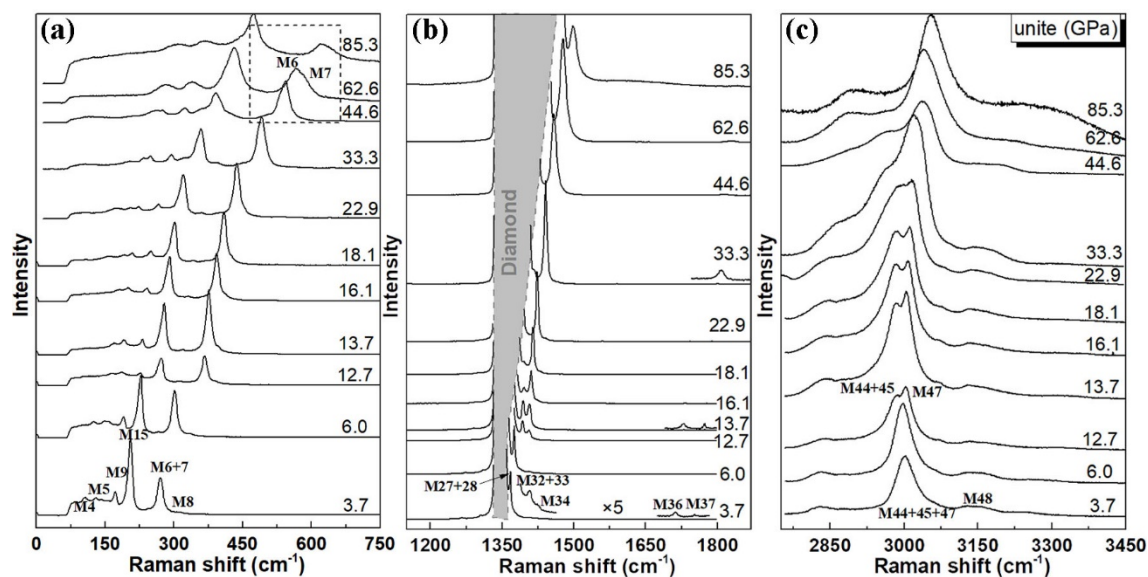 (a)
85.3
M6
M7
62.6
44.6
33.3
22.9
18.1
16.1
13.7
12.7
6.0
M15
M9
M6+7
M5
M4
M8
3.7
Intensity
0 150 300 450 600 750
Raman shift (cm-1)
(b)
85.3
62.6
44.6
Diamond
33.3
22.9
18.1
16.1
13.7
12.7
6.0
M27+28
M32+33
M34
×5
M36 M37
3.7
Intensity
1200 1350 1500 1650 1800
Raman shift (cm-1)
(c)
unite (GPa)
85.3
62.6
44.6
33.3
22.9
18.1
16.1
13.7
M44+45
M47
12.7
6.0
M48
3.7
M44+45+47
Intensity
2850 3000 3150 3300 3450
Raman shift (cm-1)